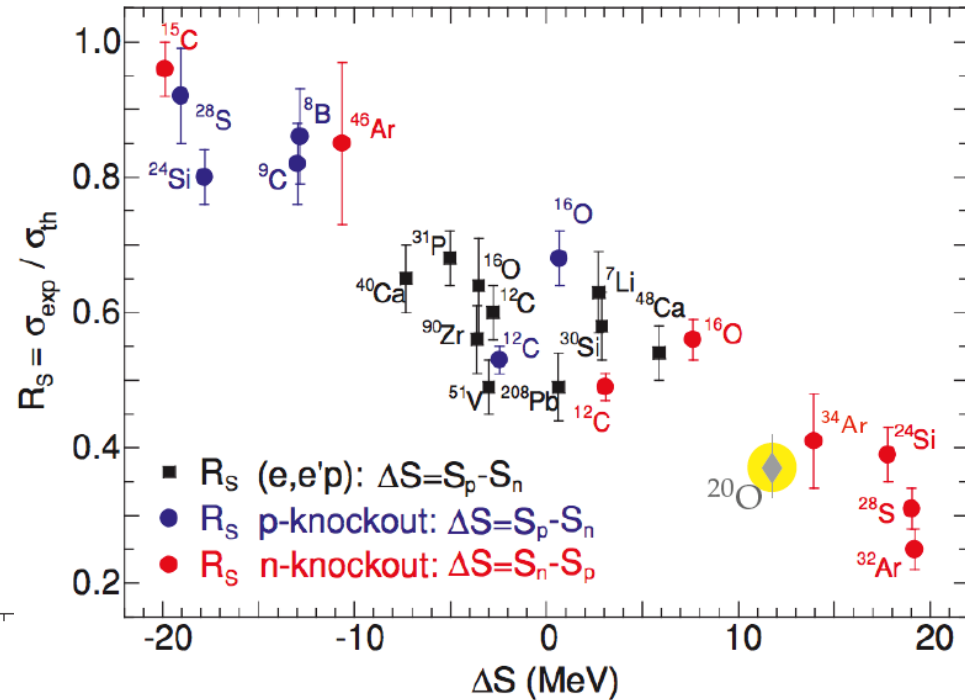 R_S = σ_exp / σ_th
1.0
0.8
0.6
0.4
0.2
¹⁵C
²⁸S
²⁴Si
⁸B
⁹C
⁴⁶Ar
³¹P
⁴⁰Ca
¹⁶O
¹²C
⁹⁰Zr
¹²C
⁵¹V
²⁰⁸Pb
¹⁶O
⁷Li
⁴⁸Ca
³⁰Si
¹²C
¹⁶O
³⁴Ar
²⁴Si
²⁰O
²⁸S
³²Ar
R_S (e,e'p): ΔS=S_p-S_n
R_S p-knockout: ΔS=S_p-S_n
R_S n-knockout: ΔS=S_n-S_p
-20 -10 0 10 20
ΔS (MeV)